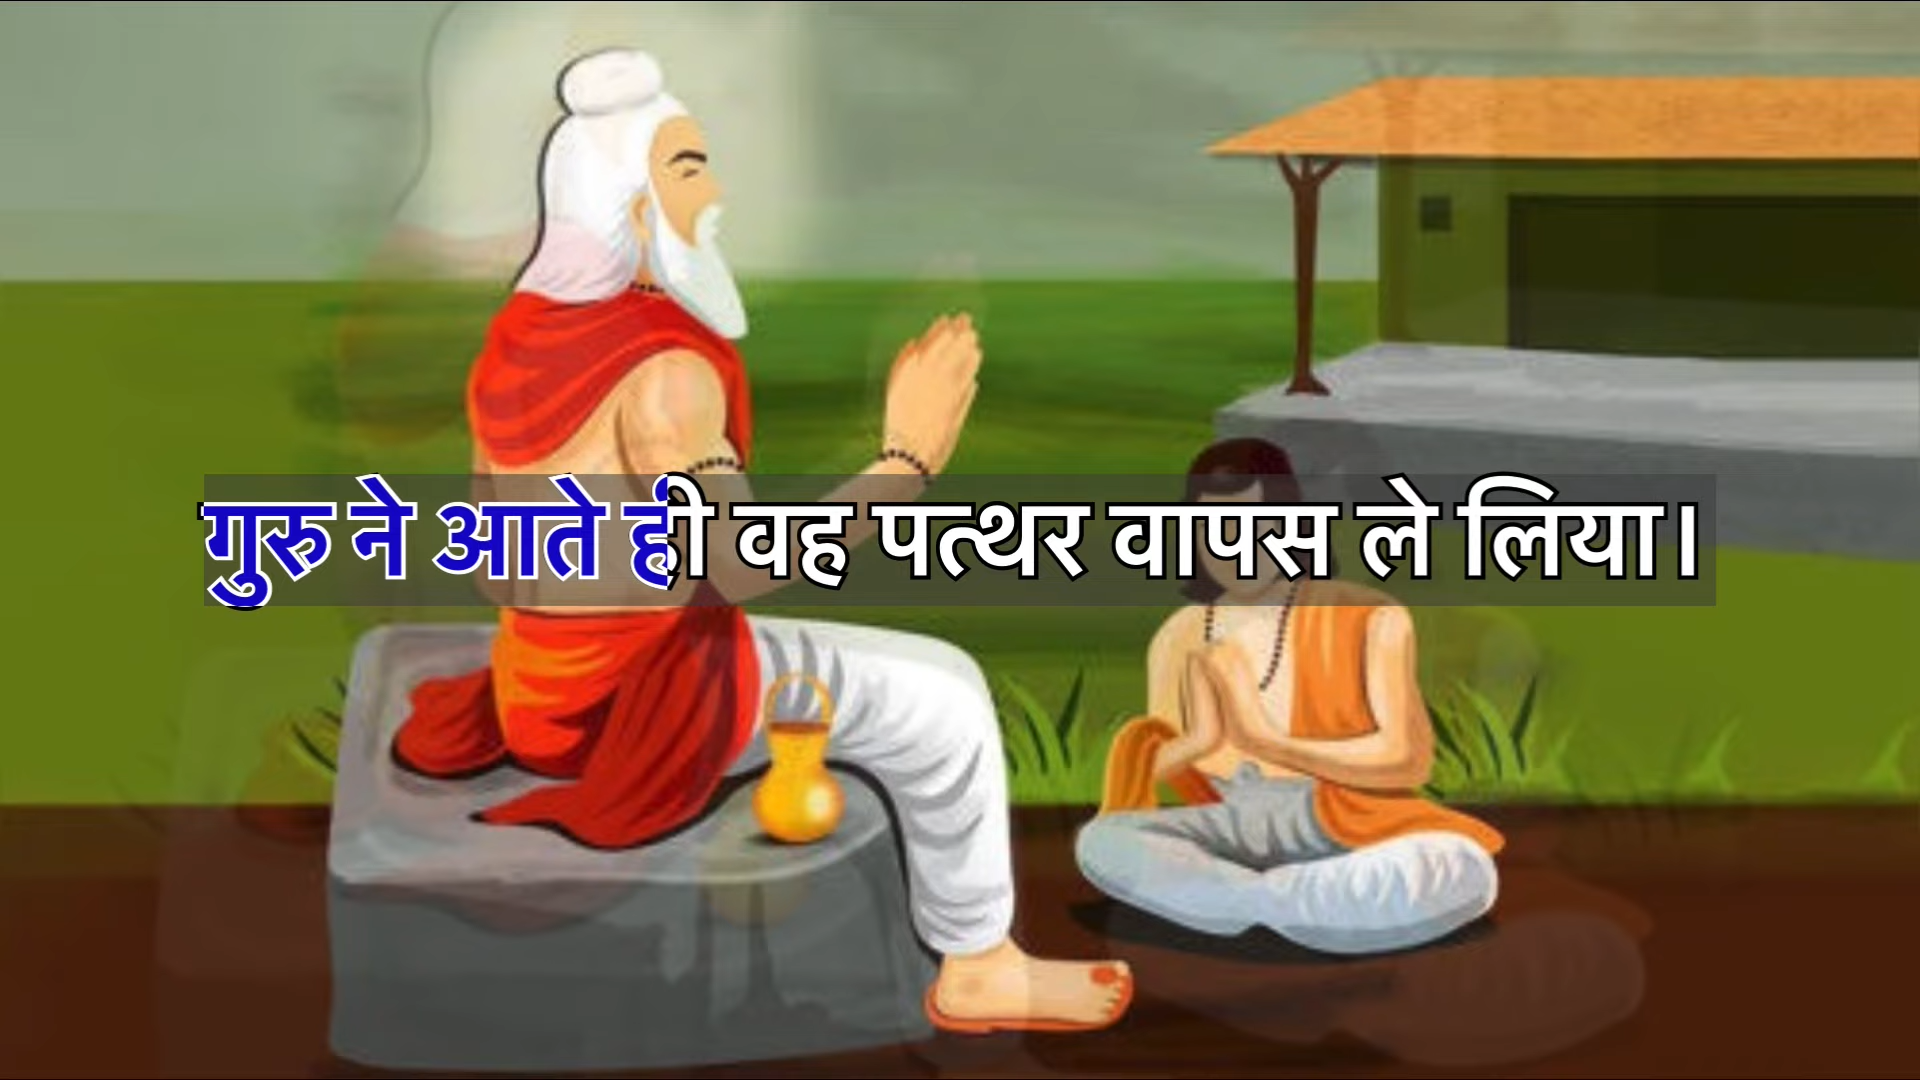 गुरु ने आते ही वह पत्थर वापस ले लिया।